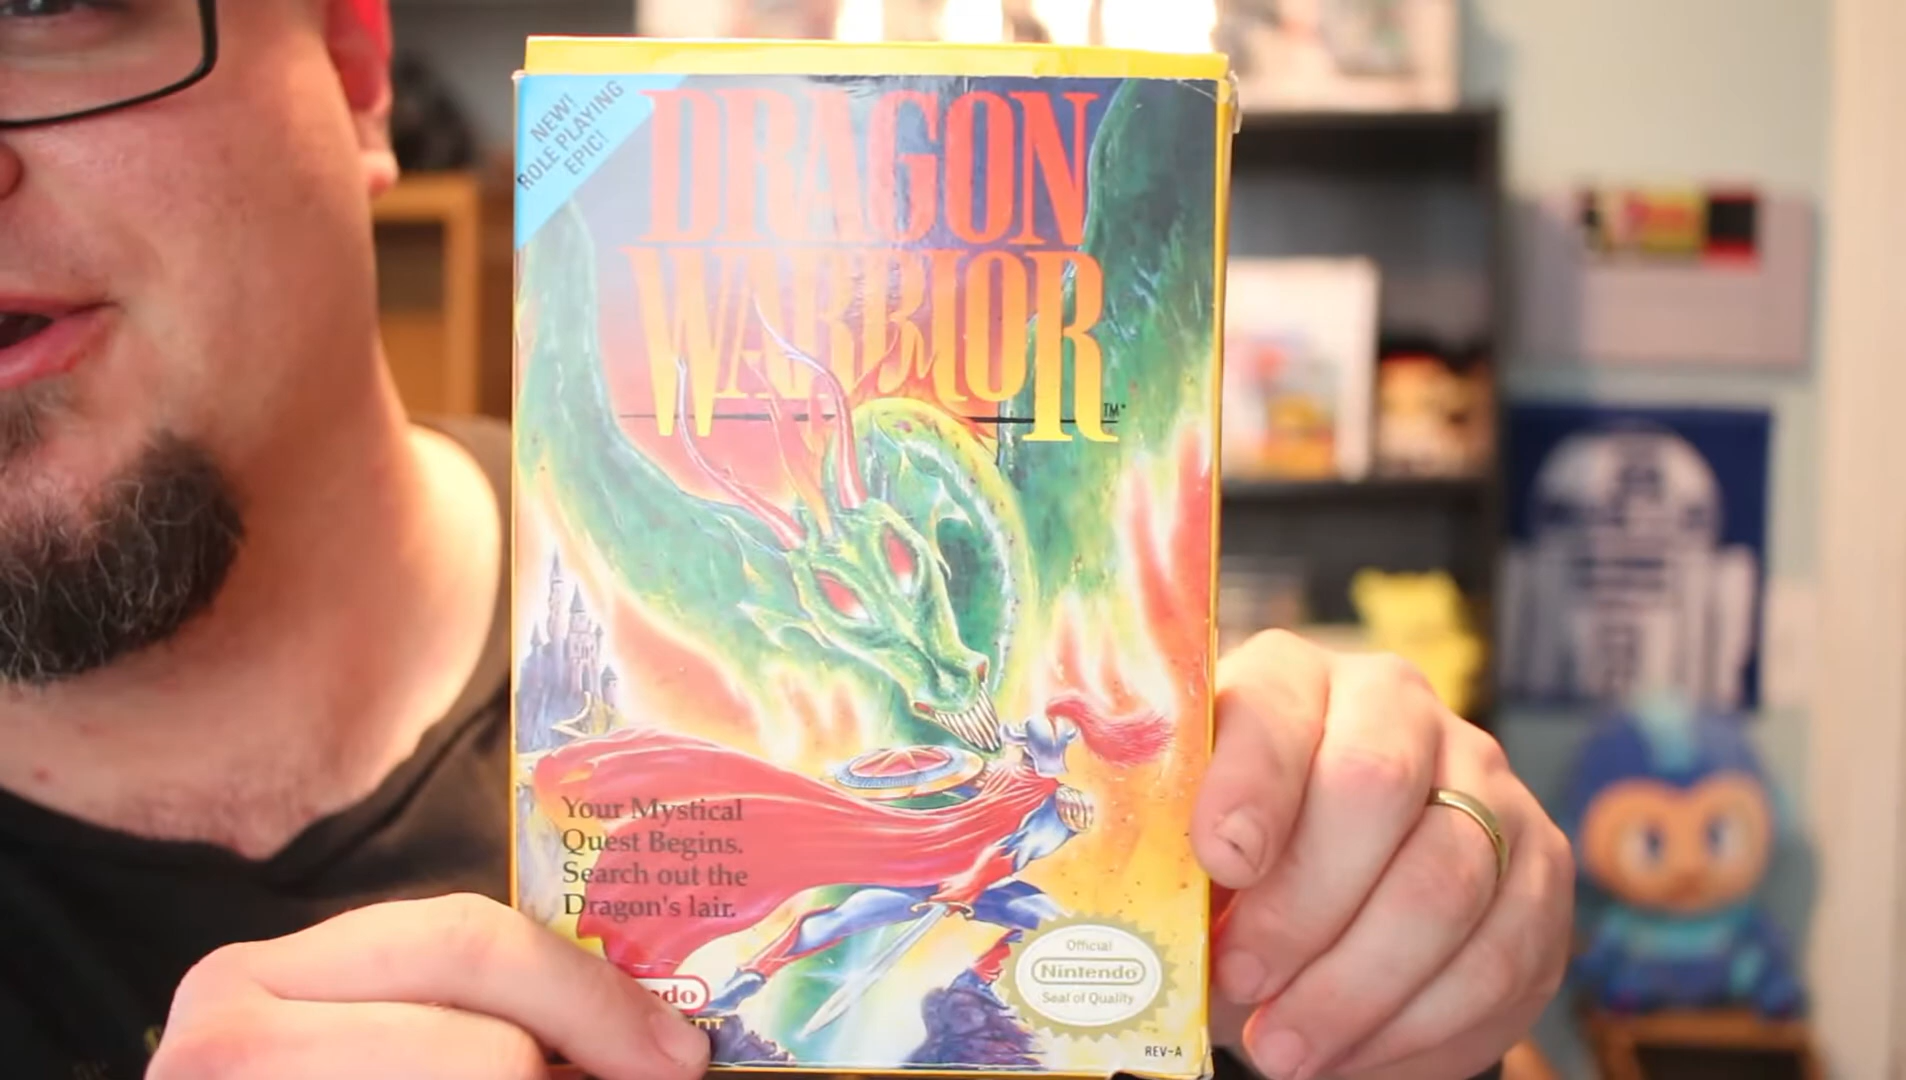 NEW!
ROLE PLAYING
EPIC!
DRAGON
WARRIOR
TM
Your Mystical
Quest Begins.
Search out the
Dragon's lair.
Official
Nintendo
Seal of Quality
REV-A